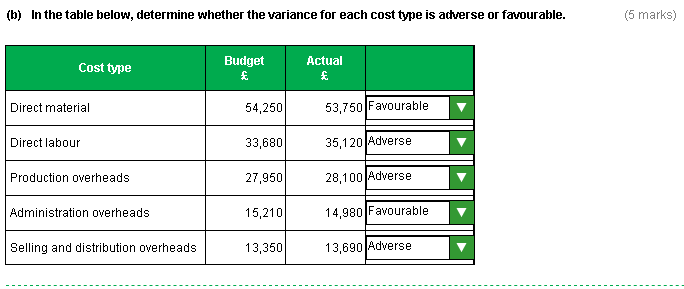 (b) In the table below, determine whether the variance for each cost type is adverse or favourable. (5 marks)
Cost type Budget £ Actual £
Direct material 54,250 53,750 Favourable
Direct labour 33,680 35,120 Adverse
Production overheads 27,950 28,100 Adverse
Administration overheads 15,210 14,980 Favourable
Selling and distribution overheads 13,350 13,690 Adverse